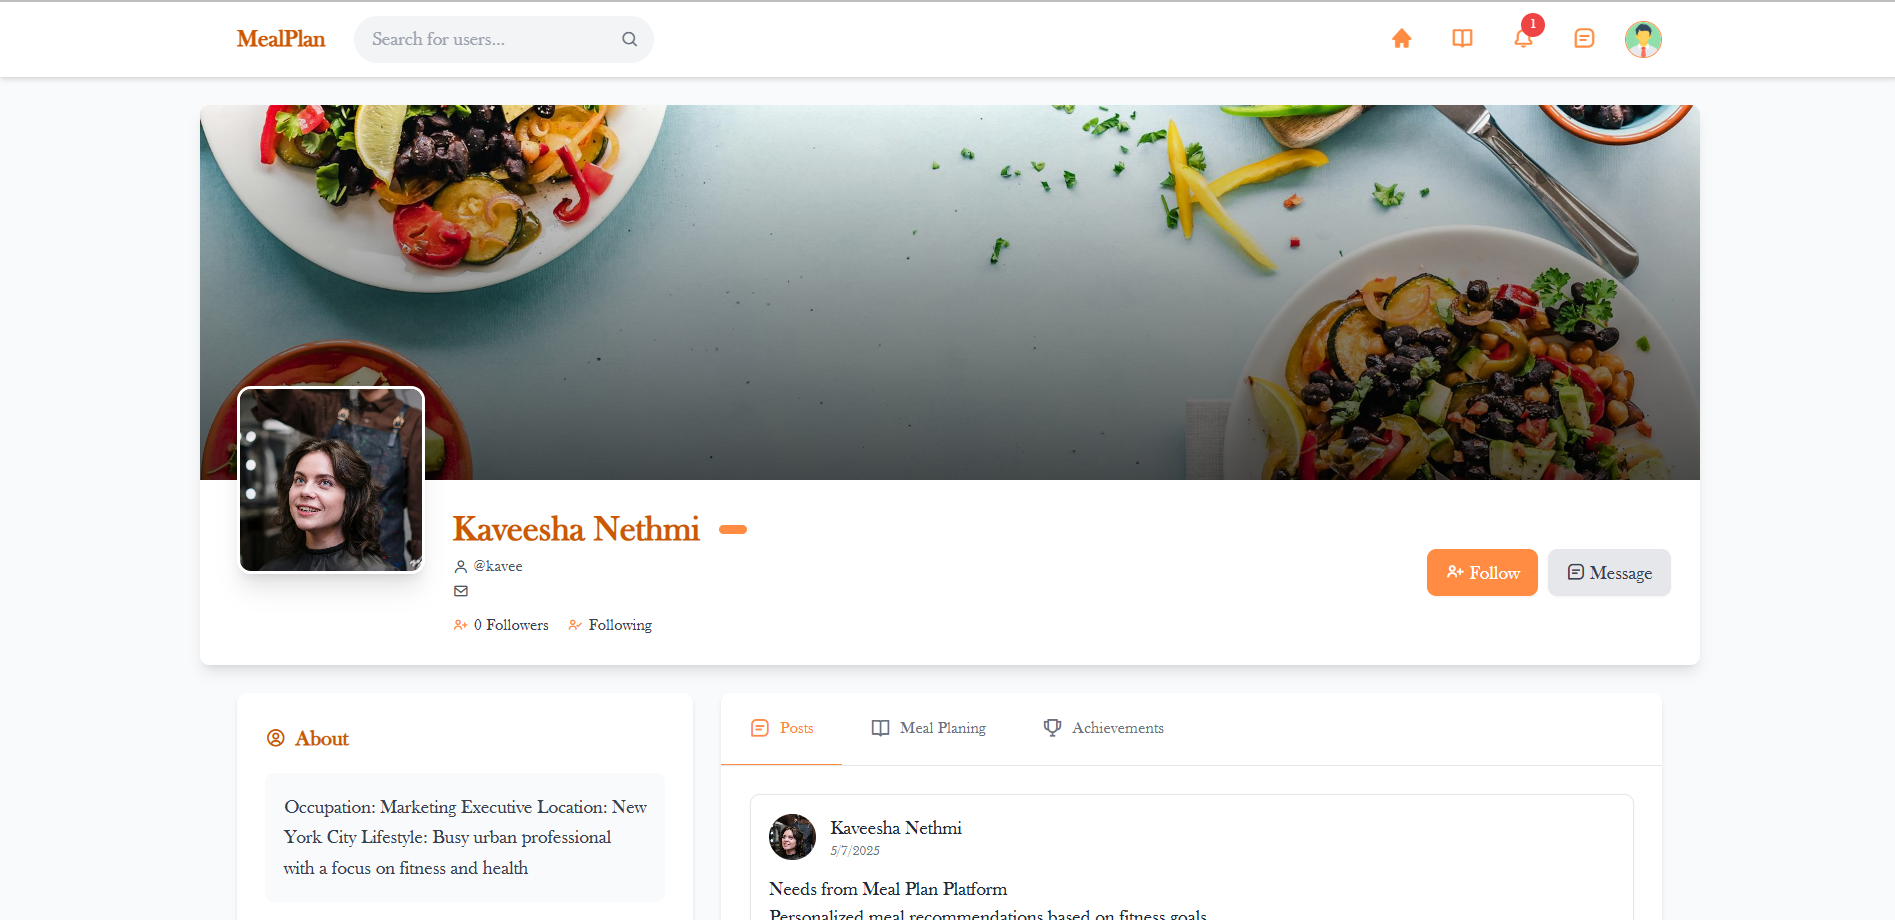 MealPlan
Search for users...
1
Kaveesha Nethmi
@kavee
0 Followers
Following
Follow
Message
About
Occupation: Marketing Executive Location: New
York City Lifestyle: Busy urban professional
with a focus on fitness and health
Posts
Meal Planing
Achievements
Kaveesha Nethmi
5/7/2025
Needs from Meal Plan Platform
Personalized meal recommendations based on fitness goals